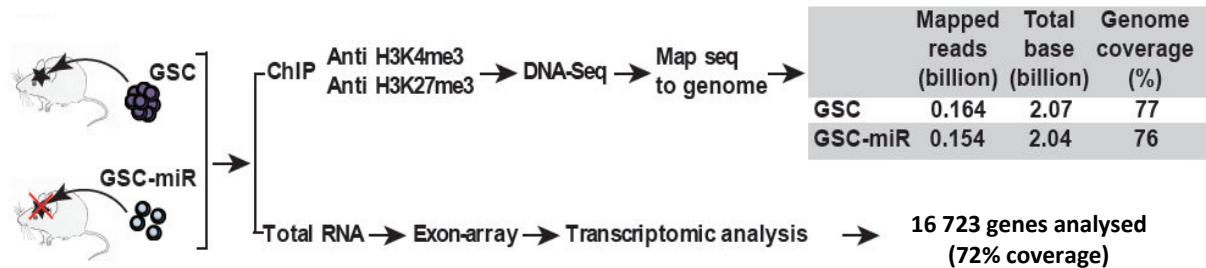 GSC
GSC-miR
ChIP
Anti H3K4me3
Anti H3K27me3
DNA-Seq
Map seq
to genome
Mapped reads (billion) Total base (billion) Genome coverage (%)
GSC 0.164 2.07 77
GSC-miR 0.154 2.04 76
Total RNA
Exon-array
Transcriptomic analysis
16 723 genes analysed
(72% coverage)